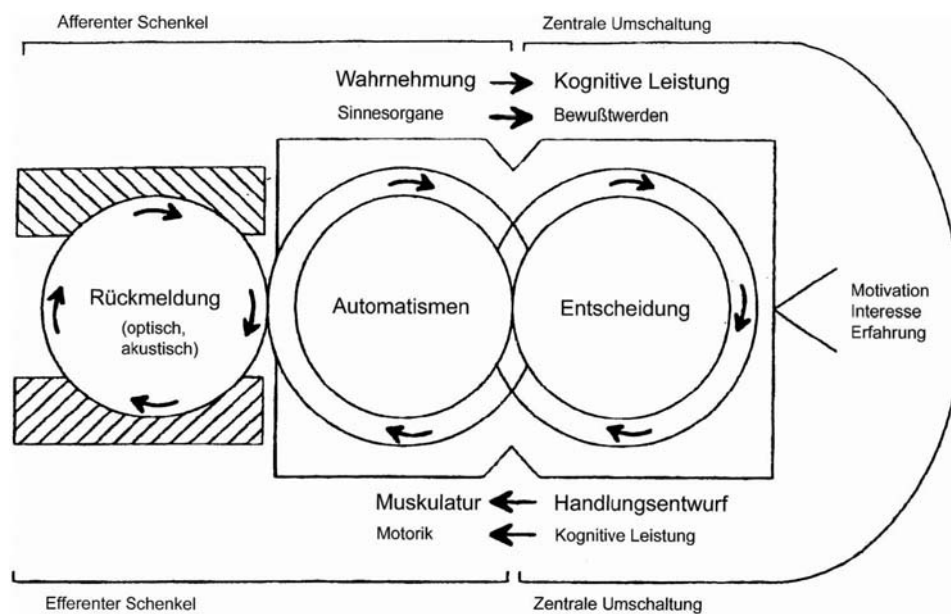 Afferenter Schenkel
Zentrale Umschaltung
Wahrnehmung
Kognitive Leistung
Sinnesorgane
Bewußtwerden
Rückmeldung
(optisch,
akustisch)
Automatismen
Entscheidung
Motivation
Interesse
Erfahrung
Muskulatur
Handlungsentwurf
Motorik
Kognitive Leistung
Efferenter Schenkel
Zentrale Umschaltung